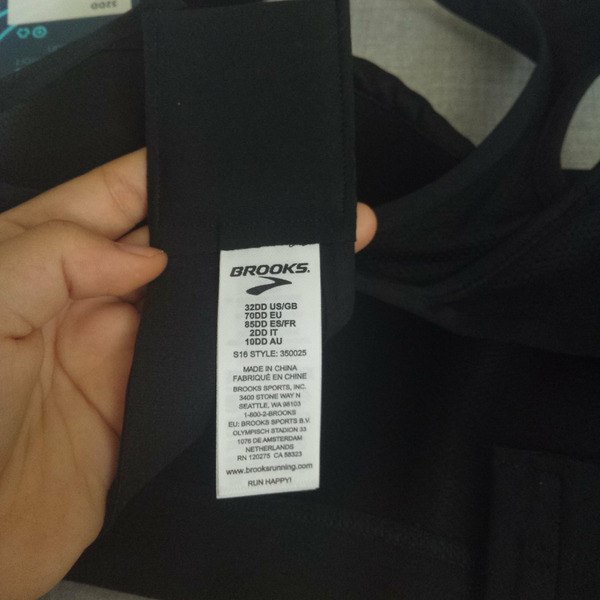 32DD
BROOKS.
32DD US/GB
70DD EU
85DD ES/FR
2DD IT
10DD AU
S16 STYLE: 350025
MADE IN CHINA
FABRIQUÉ EN CHINE
BROOKS SPORTS, INC.
3400 STONE WAY N
SEATTLE, WA 98103
1-800-2-BROOKS
EU: BROOKS SPORTS B.V.
OLYMPISCH STADION 33
1076 DE AMSTERDAM
NETHERLANDS
RN 120275 CA 58323
www.brooksrunning.com
RUN HAPPY!